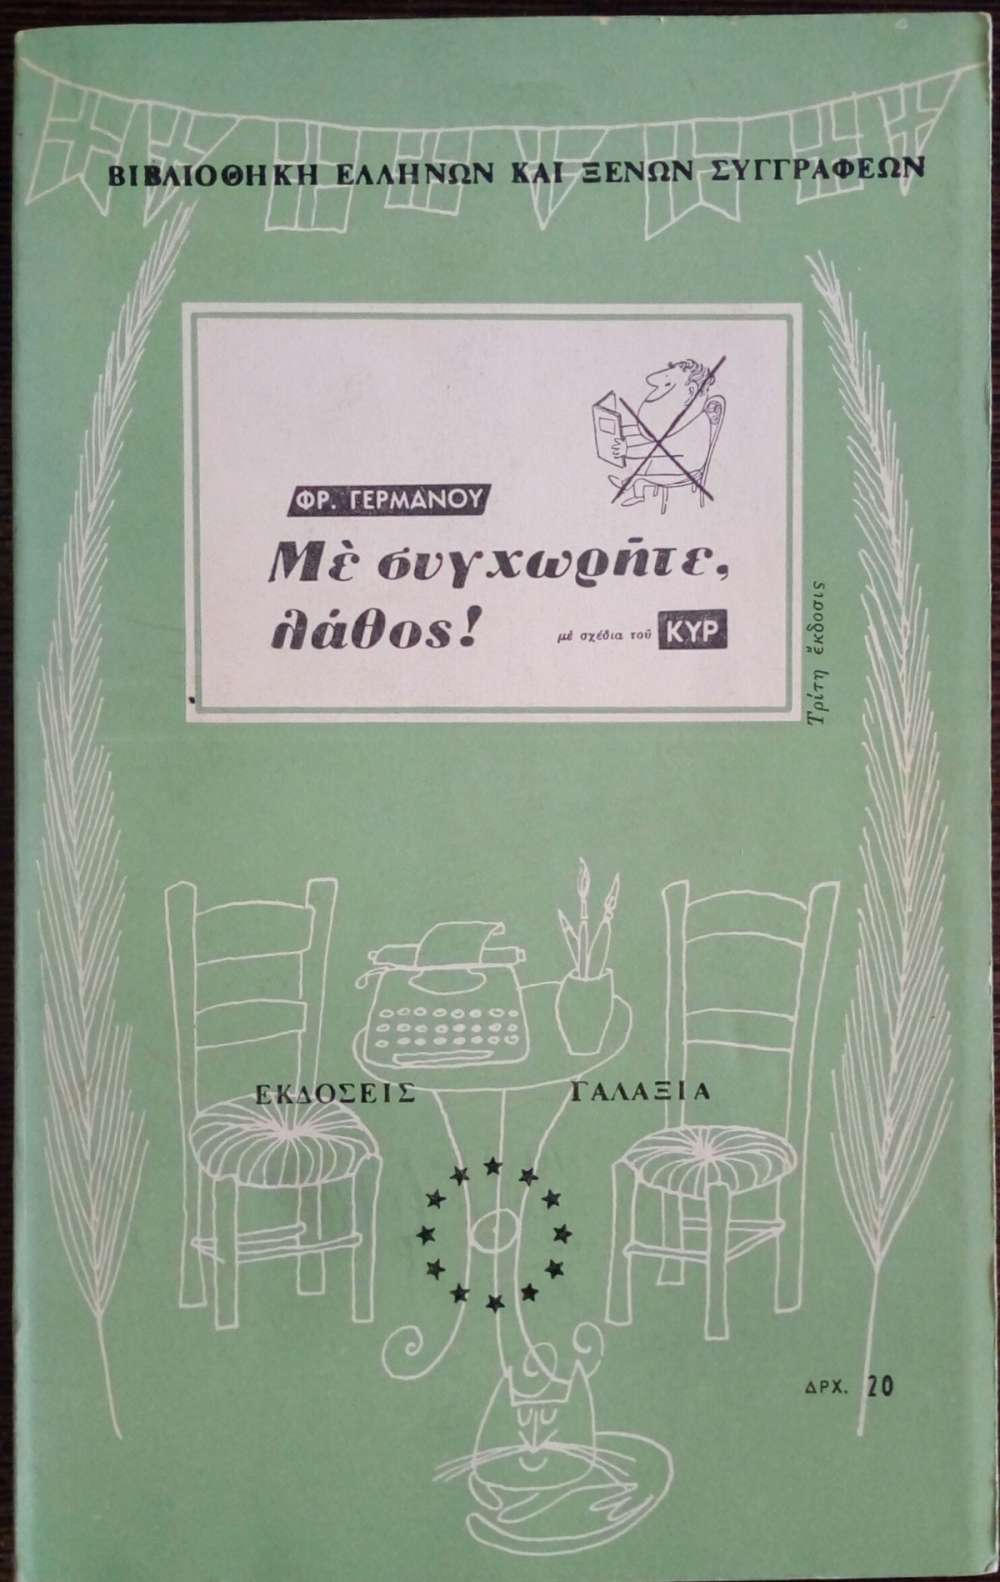 ΒΙΒΛΙΟΘΗΚΗ ΕΛΛΗΝΩΝ ΚΑΙ ΞΕΝΩΝ ΣΥΓΓΡΑΦΕΩΝ
ΦΡ. ΓΕΡΜΑΝΟΥ
Μὲ συγχωρῆτε,
λάθος!
μὲ σχέδια τοῦ ΚΥΡ
Τρίτη ἔκδοσις
ΕΚΔΟΣΕΙΣ ΓΑΛΑΞΙΑ
ΔΡΧ. 20